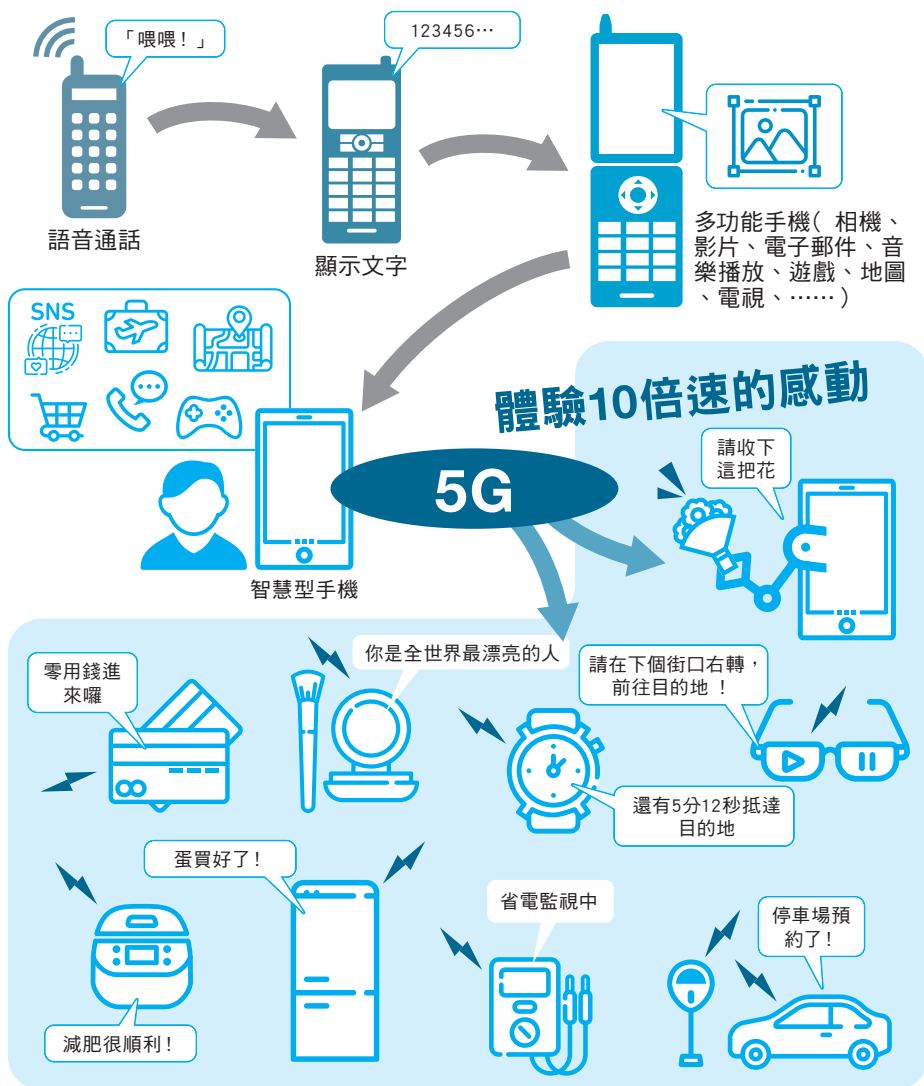 「喂喂！」
123456…
語音通話
顯示文字
多功能手機（ 相機、
影片、電子郵件、音
樂播放、遊戲、地圖
、電視、……）
SNS
體驗10倍速的感動
5G
請收下
這把花
智慧型手機
零用錢進
來囉
你是全世界最漂亮的人
請在下個街口右轉，
前往目的地 ！
還有5分12秒抵達
目的地
蛋買好了！
省電監視中
停車場預
約了！
減肥很順利！